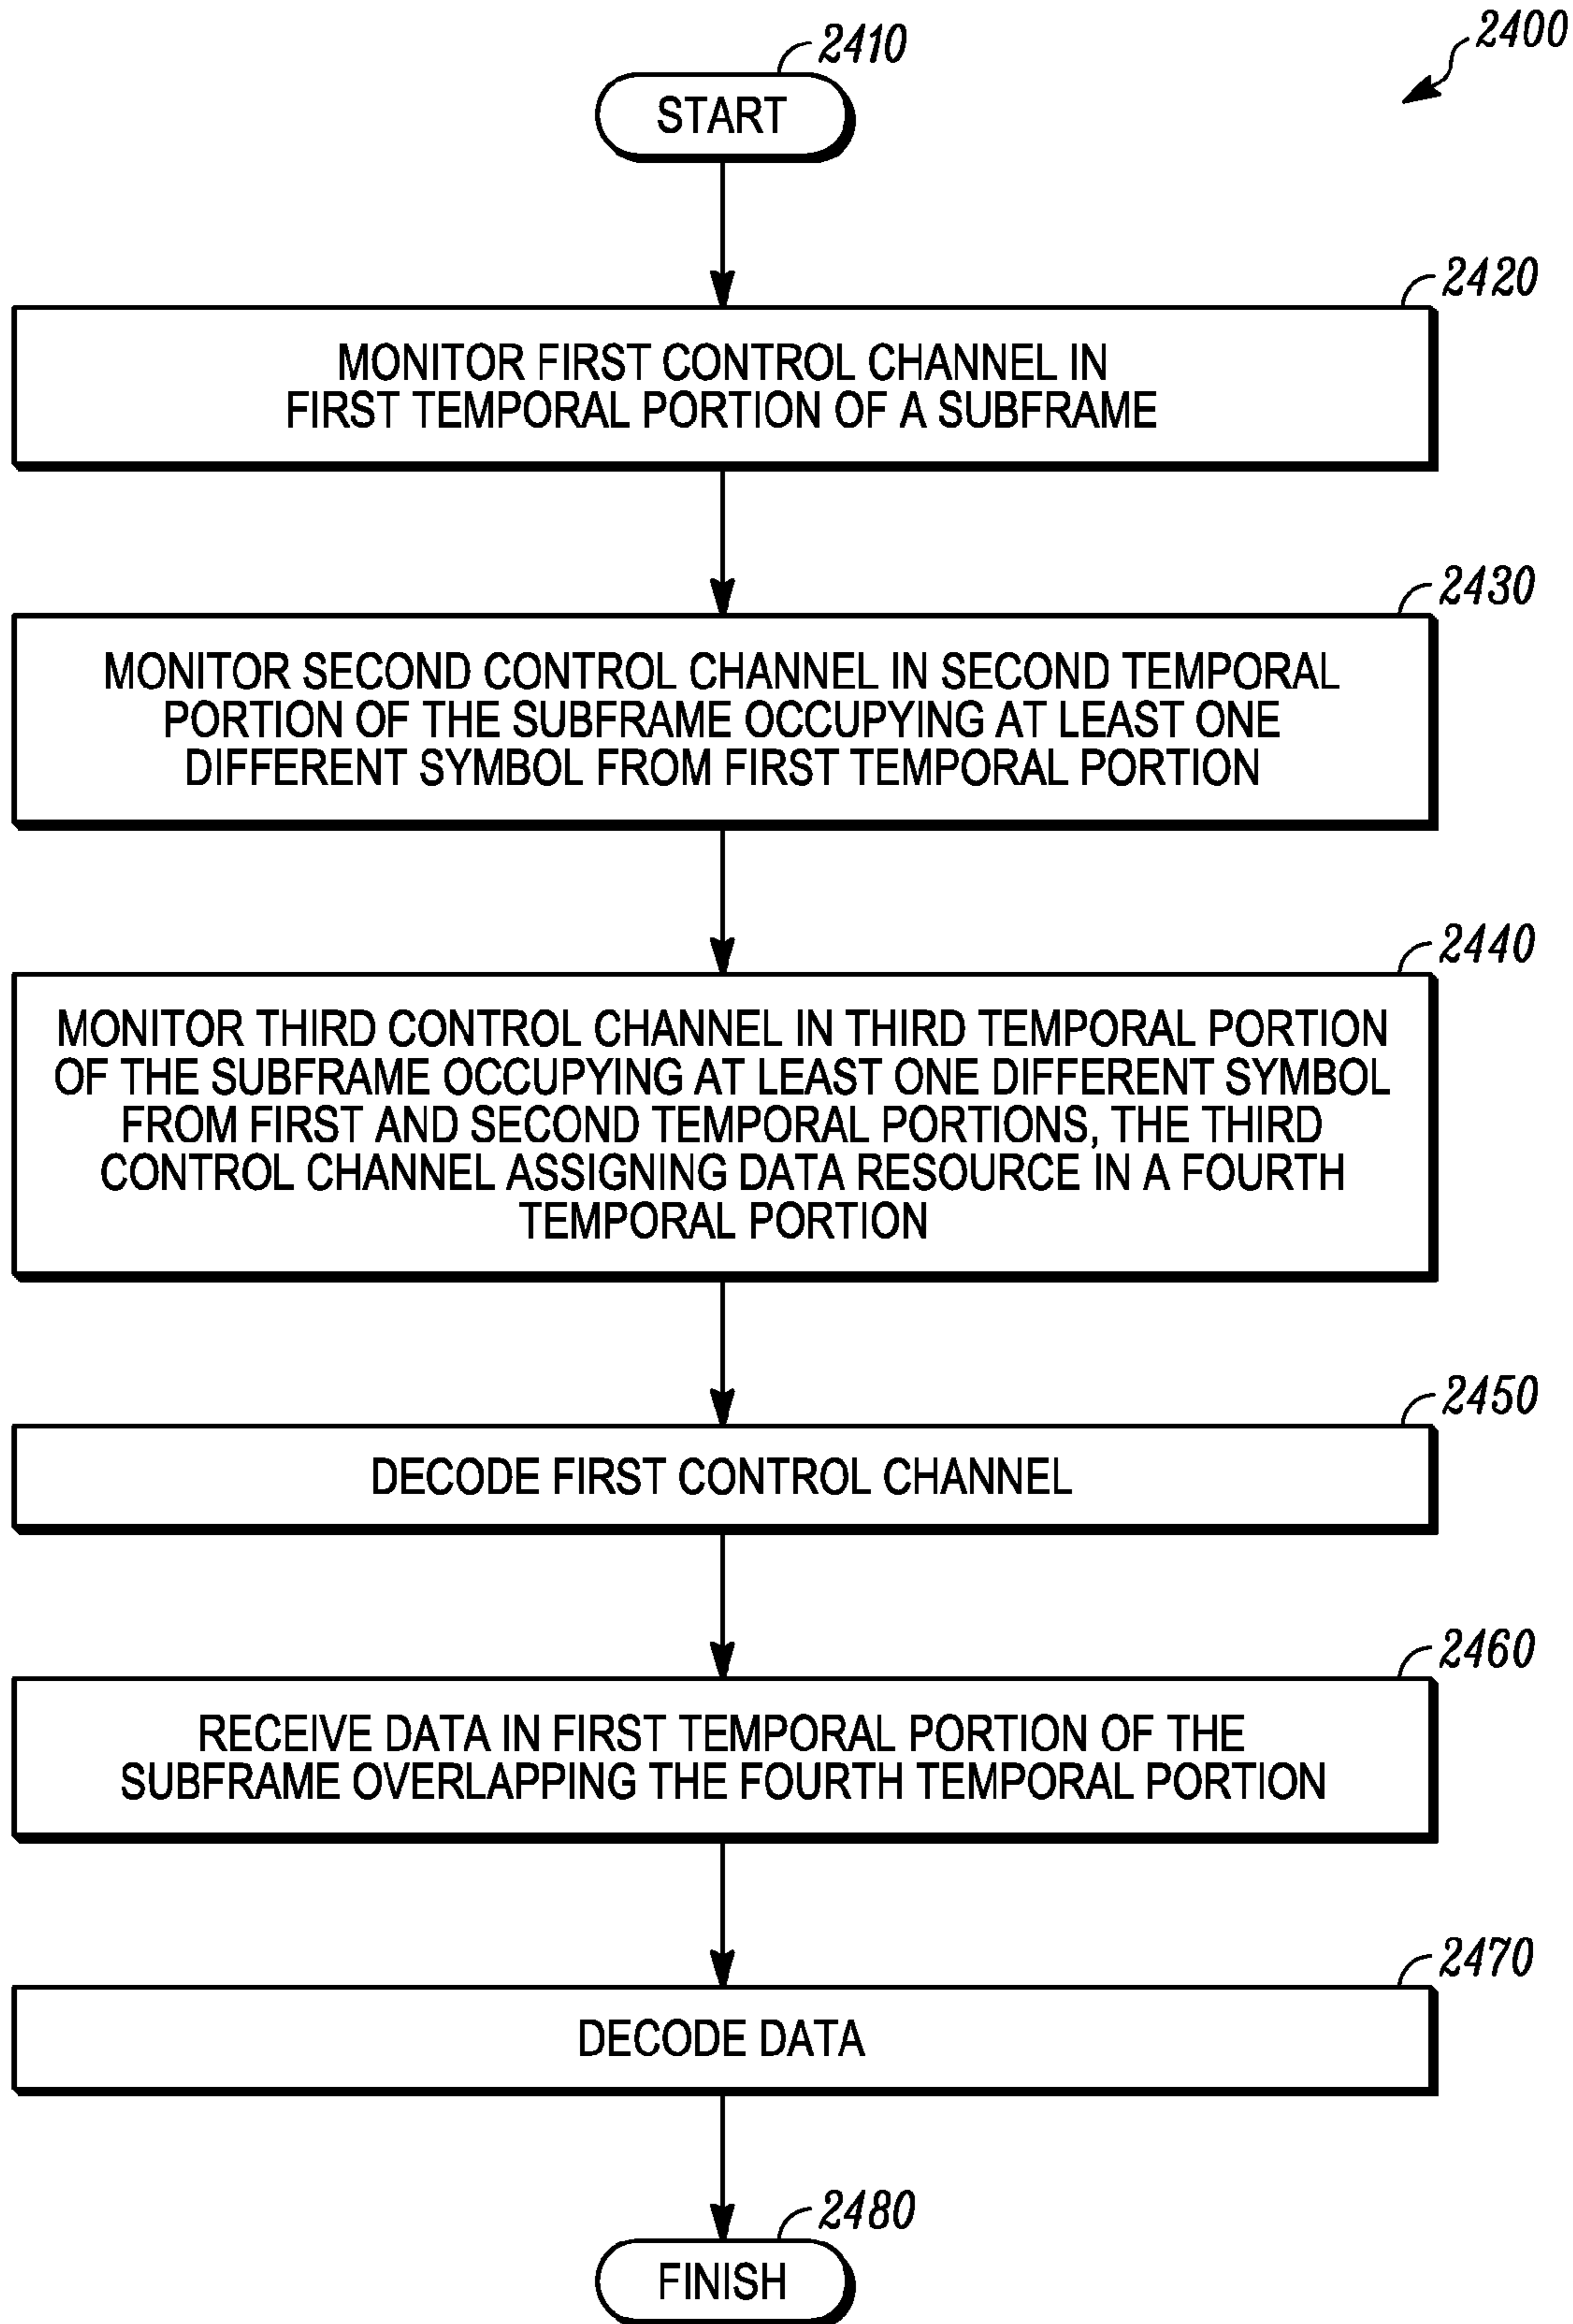 2410
2400
START
2420
MONITOR FIRST CONTROL CHANNEL IN
FIRST TEMPORAL PORTION OF A SUBFRAME
2430
MONITOR SECOND CONTROL CHANNEL IN SECOND TEMPORAL
PORTION OF THE SUBFRAME OCCUPYING AT LEAST ONE
DIFFERENT SYMBOL FROM FIRST TEMPORAL PORTION
2440
MONITOR THIRD CONTROL CHANNEL IN THIRD TEMPORAL PORTION
OF THE SUBFRAME OCCUPYING AT LEAST ONE DIFFERENT SYMBOL
FROM FIRST AND SECOND TEMPORAL PORTIONS, THE THIRD
CONTROL CHANNEL ASSIGNING DATA RESOURCE IN A FOURTH
TEMPORAL PORTION
2450
DECODE FIRST CONTROL CHANNEL
2460
RECEIVE DATA IN FIRST TEMPORAL PORTION OF THE
SUBFRAME OVERLAPPING THE FOURTH TEMPORAL PORTION
2470
DECODE DATA
2480
FINISH